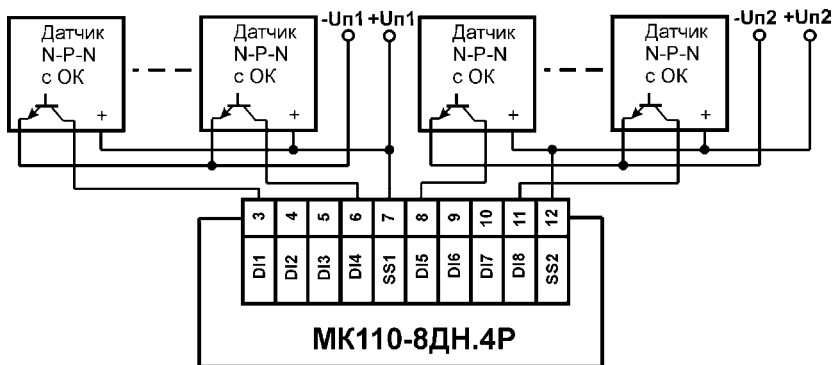 Датчик
N-P-N
с ОК
+
Датчик
N-P-N
с ОК
+
-Uп1 +Uп1
Датчик
N-P-N
с ОК
+
Датчик
N-P-N
с ОК
+
-Uп2 +Uп2
3 4 5 6 7 8 9 10 11 12
DI1 DI2 DI3 DI4 SS1 DI5 DI6 DI7 DI8 SS2
МК110-8ДН.4Р